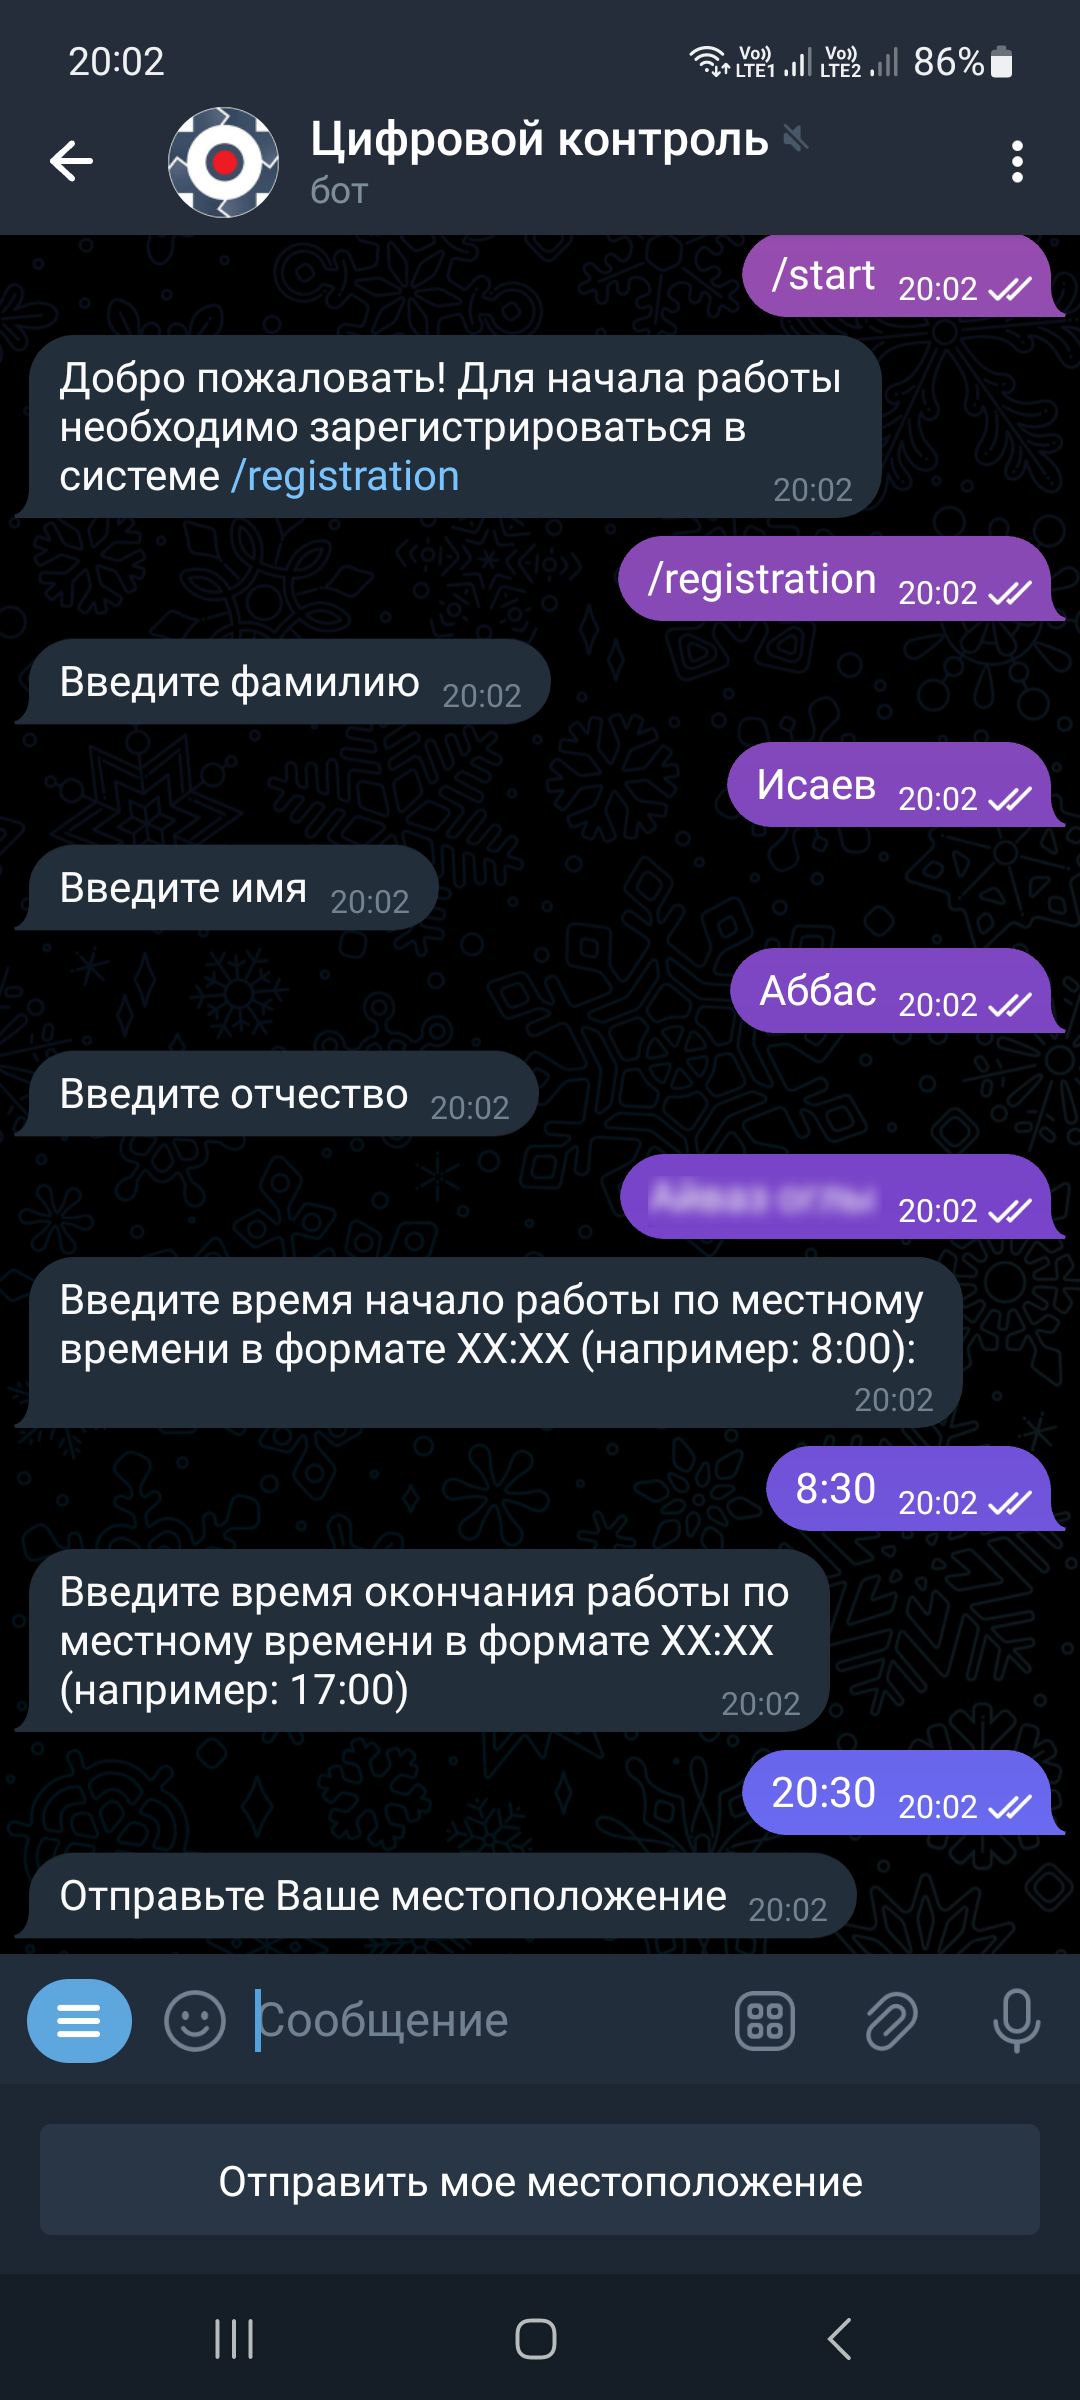 20:02
Vo))
LTE1
Vo))
LTE2
86%
Цифровой контроль
бот
/start 20:02
Добро пожаловать! Для начала работы
необходимо зарегистрироваться в
системе /registration
20:02
/registration 20:02
Введите фамилию 20:02
Исаев 20:02
Введите имя 20:02
Аббас 20:02
Введите отчество 20:02
20:02
Введите время начало работы по местному
времени в формате XX:XX (например: 8:00):
20:02
8:30 20:02
Введите время окончания работы по
местному времени в формате XX:XX
(например: 17:00)
20:02
20:30 20:02
Отправьте Ваше местоположение 20:02
Сообщение
Отправить мое местоположение